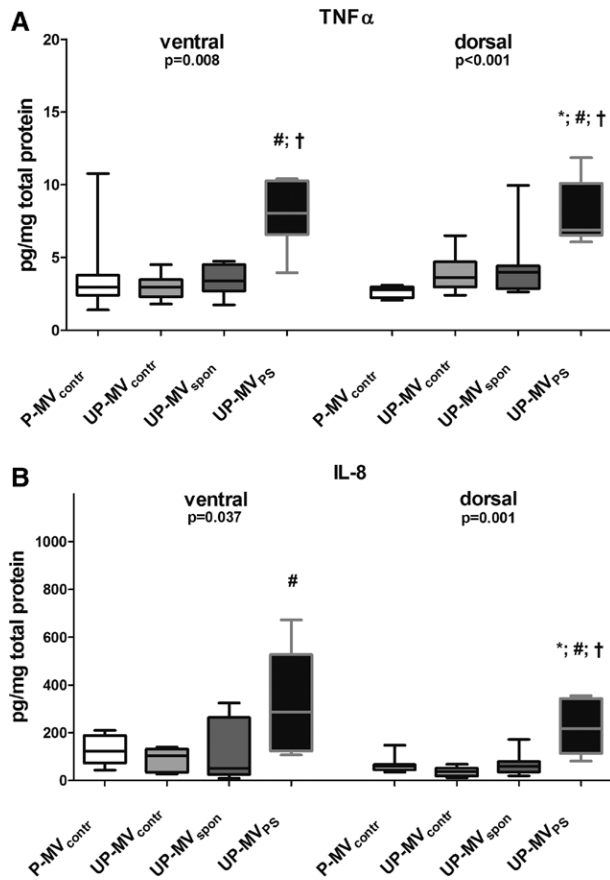 A
TNFα
ventral
p=0.008
dorsal
p<0.001
pg/mg total protein
20
15
10
5
0
#; †
*; #; †
P-MVcontr
UP-MVcontr
UP-MVspon
UP-MVPS
P-MVcontr
UP-MVcontr
UP-MVspon
UP-MVPS
B
IL-8
ventral
p=0.037
dorsal
p=0.001
pg/mg total protein
1000
800
600
400
200
0
#
*; #; †
P-MVcontr
UP-MVcontr
UP-MVspon
UP-MVPS
P-MVcontr
UP-MVcontr
UP-MVspon
UP-MVPS